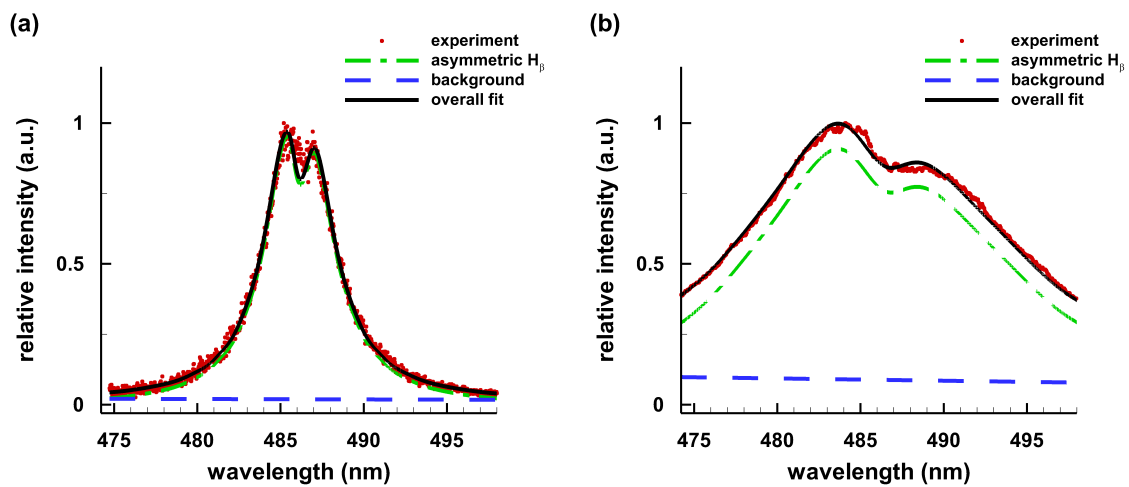 (a)
experiment
asymmetric Hβ
background
overall fit
relative intensity (a.u.)
1
0.5
0
475 480 485 490 495
wavelength (nm)
(b)
experiment
asymmetric Hβ
background
overall fit
relative intensity (a.u.)
1
0.5
0
475 480 485 490 495
wavelength (nm)